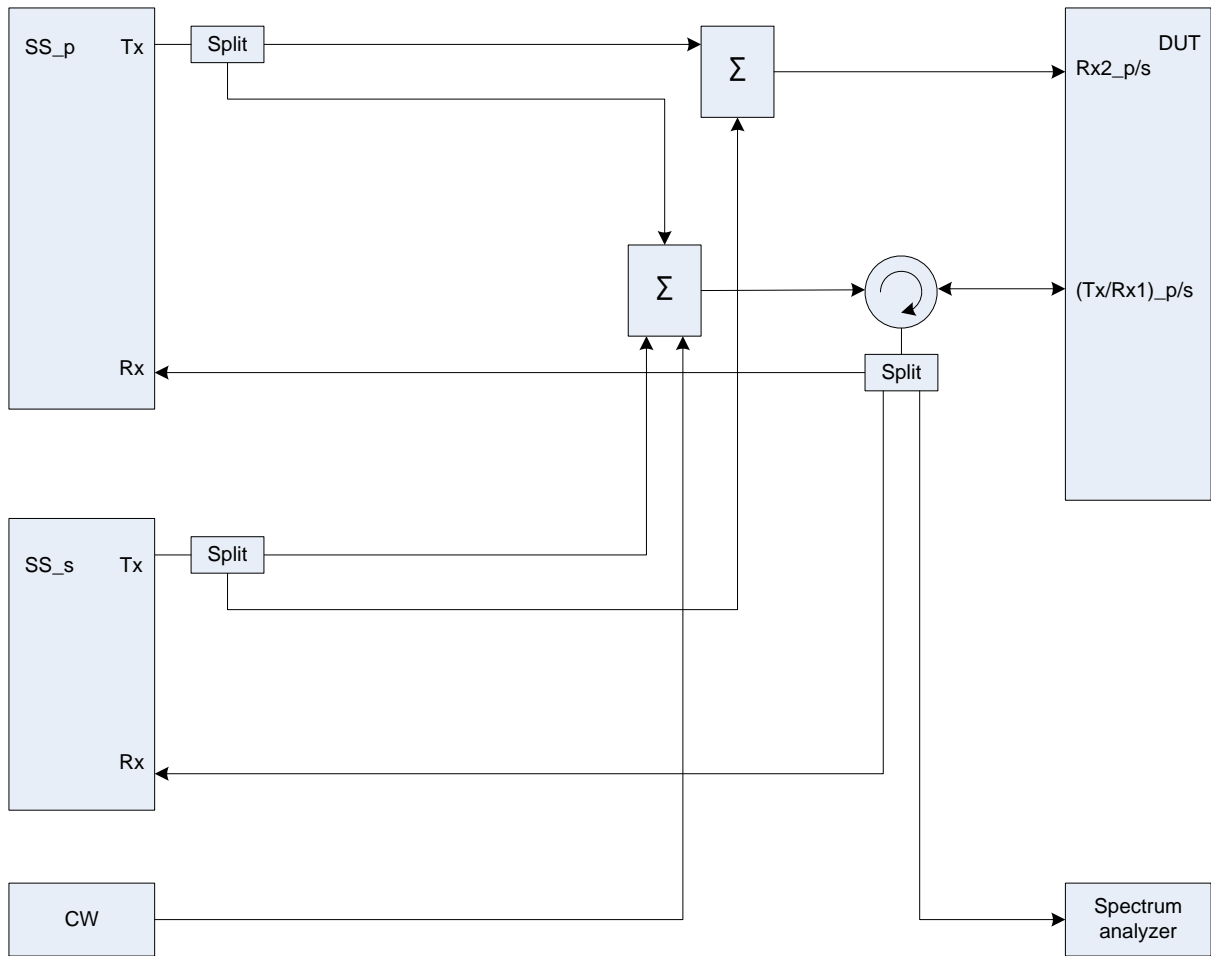 SS_p
Tx
Split
Σ
DUT
Rx2_p/s
Σ
(Tx/Rx1)_p/s
Rx
Split
SS_s
Tx
Split
Rx
CW
Spectrum
analyzer